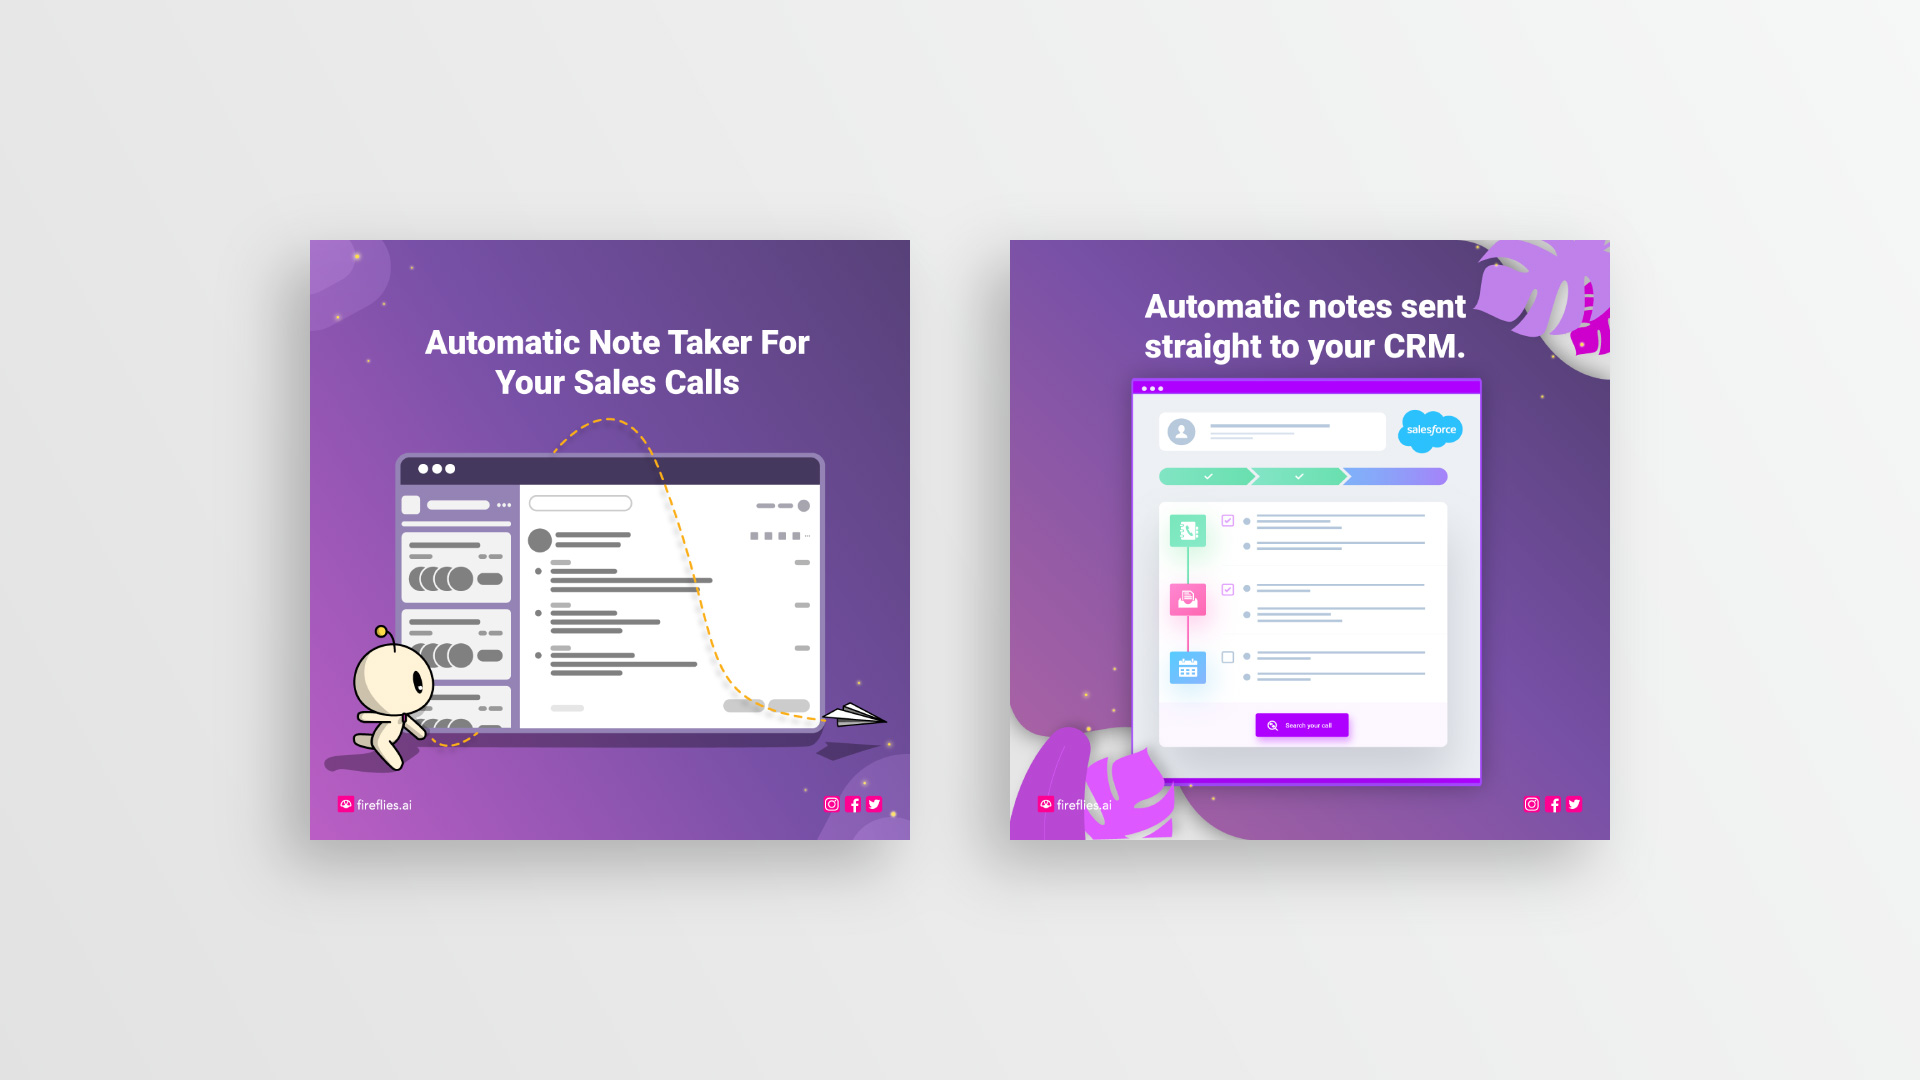 Automatic Note Taker For
Your Sales Calls
fireflies.ai
Automatic notes sent
straight to your CRM.
salesforce
Search your call
fireflies.ai